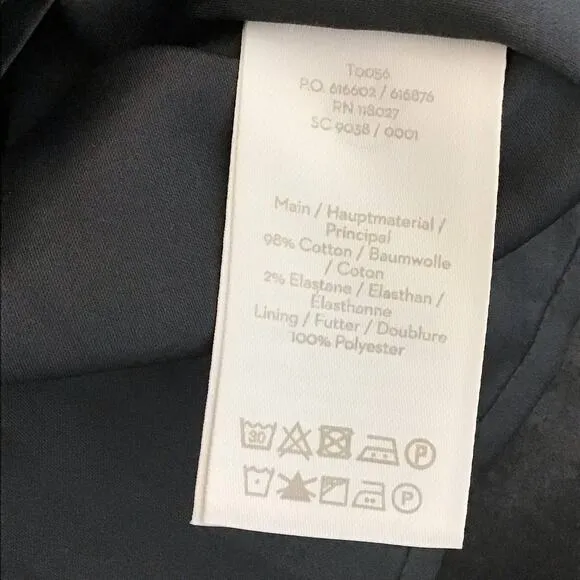 T0056
P.O. 616602 / 616876
RN 118027
SC 9038 / 0001
Main / Hauptmaterial /
Principal
98% Cotton / Baumwolle
/ Coton
2% Elastane / Elasthan /
Elasthanne
Lining / Futter / Doublure
100% Polyester
30 P
P